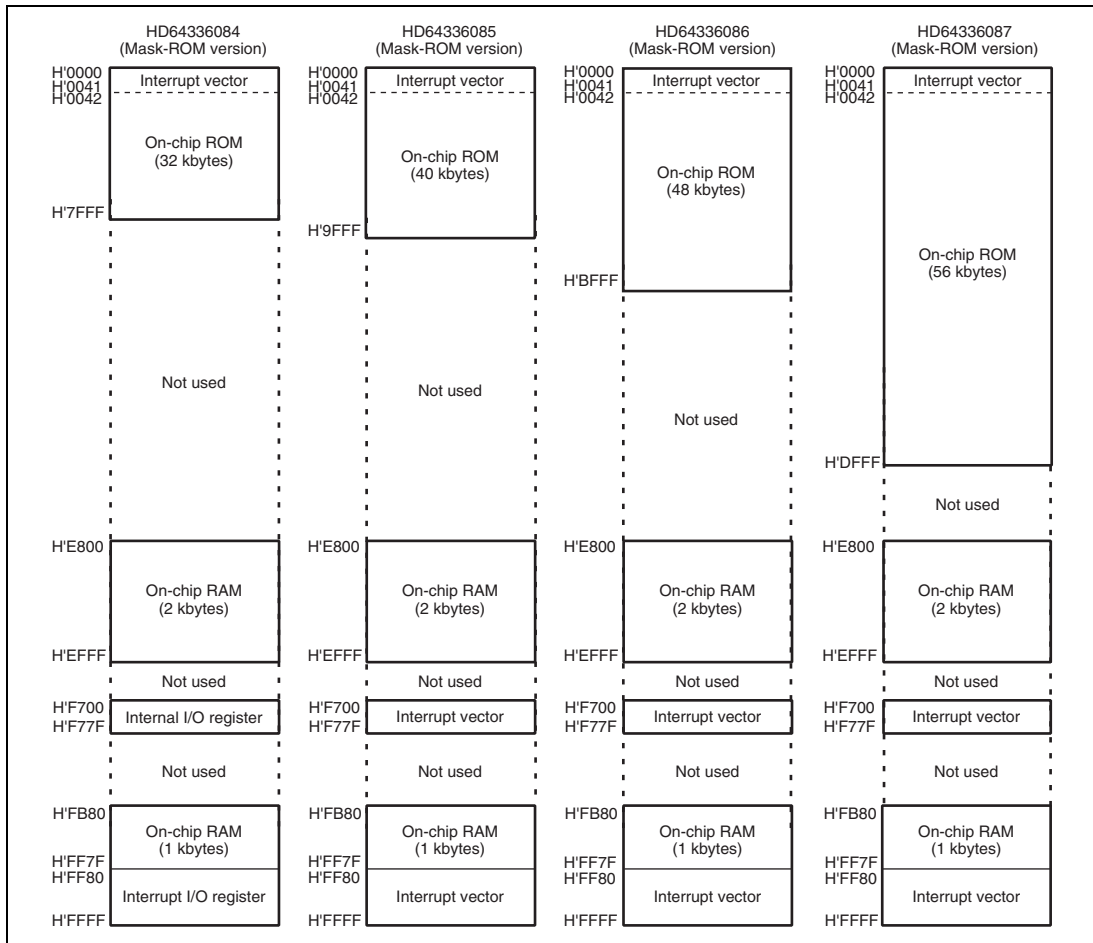 HD64336084
(Mask-ROM version)
H'0000
Interrupt vector
H'0041
H'0042
On-chip ROM
(32 kbytes)
H'7FFF
Not used
H'E800
On-chip RAM
(2 kbytes)
H'EFFF
Not used
H'F700
Internal I/O register
H'F77F
Not used
H'FB80
On-chip RAM
(1 kbytes)
H'FF7F
H'FF80
Interrupt I/O register
H'FFFF
HD64336085
(Mask-ROM version)
H'0000
Interrupt vector
H'0041
H'0042
On-chip ROM
(40 kbytes)
H'9FFF
Not used
H'E800
On-chip RAM
(2 kbytes)
H'EFFF
Not used
H'F700
Interrupt vector
H'F77F
Not used
H'FB80
On-chip RAM
(1 kbytes)
H'FF7F
H'FF80
Interrupt vector
H'FFFF
HD64336086
(Mask-ROM version)
H'0000
Interrupt vector
H'0041
H'0042
On-chip ROM
(48 kbytes)
H'BFFF
Not used
H'E800
On-chip RAM
(2 kbytes)
H'EFFF
Not used
H'F700
Interrupt vector
H'F77F
Not used
H'FB80
On-chip RAM
(1 kbytes)
H'FF7F
H'FF80
Interrupt vector
H'FFFF
HD64336087
(Mask-ROM version)
H'0000
Interrupt vector
H'0041
H'0042
On-chip ROM
(56 kbytes)
H'DFFF
Not used
H'E800
On-chip RAM
(2 kbytes)
H'EFFF
Not used
H'F700
Interrupt vector
H'F77F
Not used
H'FB80
On-chip RAM
(1 kbytes)
H'FF7F
H'FF80
Interrupt vector
H'FFFF